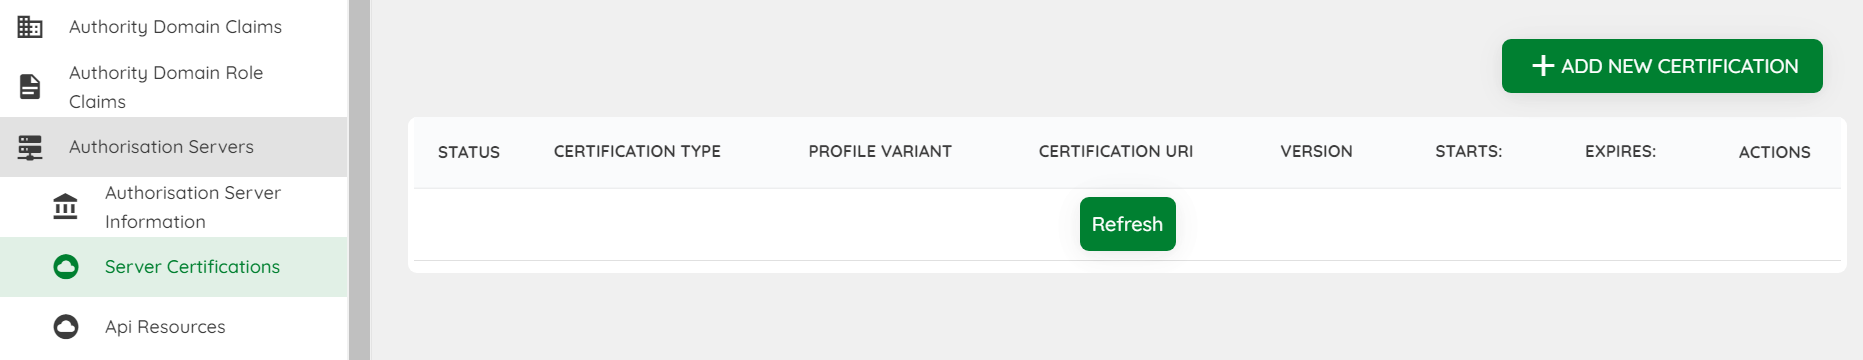 Authority Domain Claims
Authority Domain Role
Claims
Authorisation Servers
Authorisation Server
Information
Server Certifications
Api Resources
+ ADD NEW CERTIFICATION
STATUS CERTIFICATION TYPE PROFILE VARIANT CERTIFICATION URI VERSION STARTS: EXPIRES: ACTIONS
Refresh